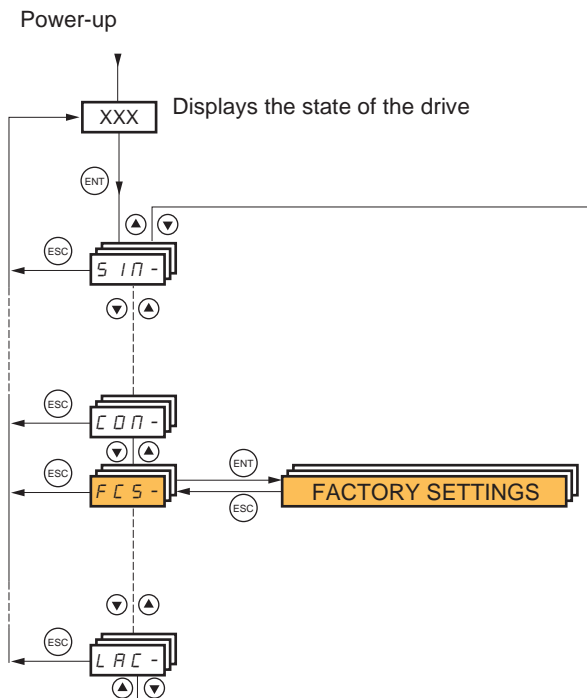 Power-up
XXX
Displays the state of the drive
ENT
ESC
SIM-
ESC
COM-
ESC
ENT
FCS-
FACTORY SETTINGS
ESC
ESC
LAC-